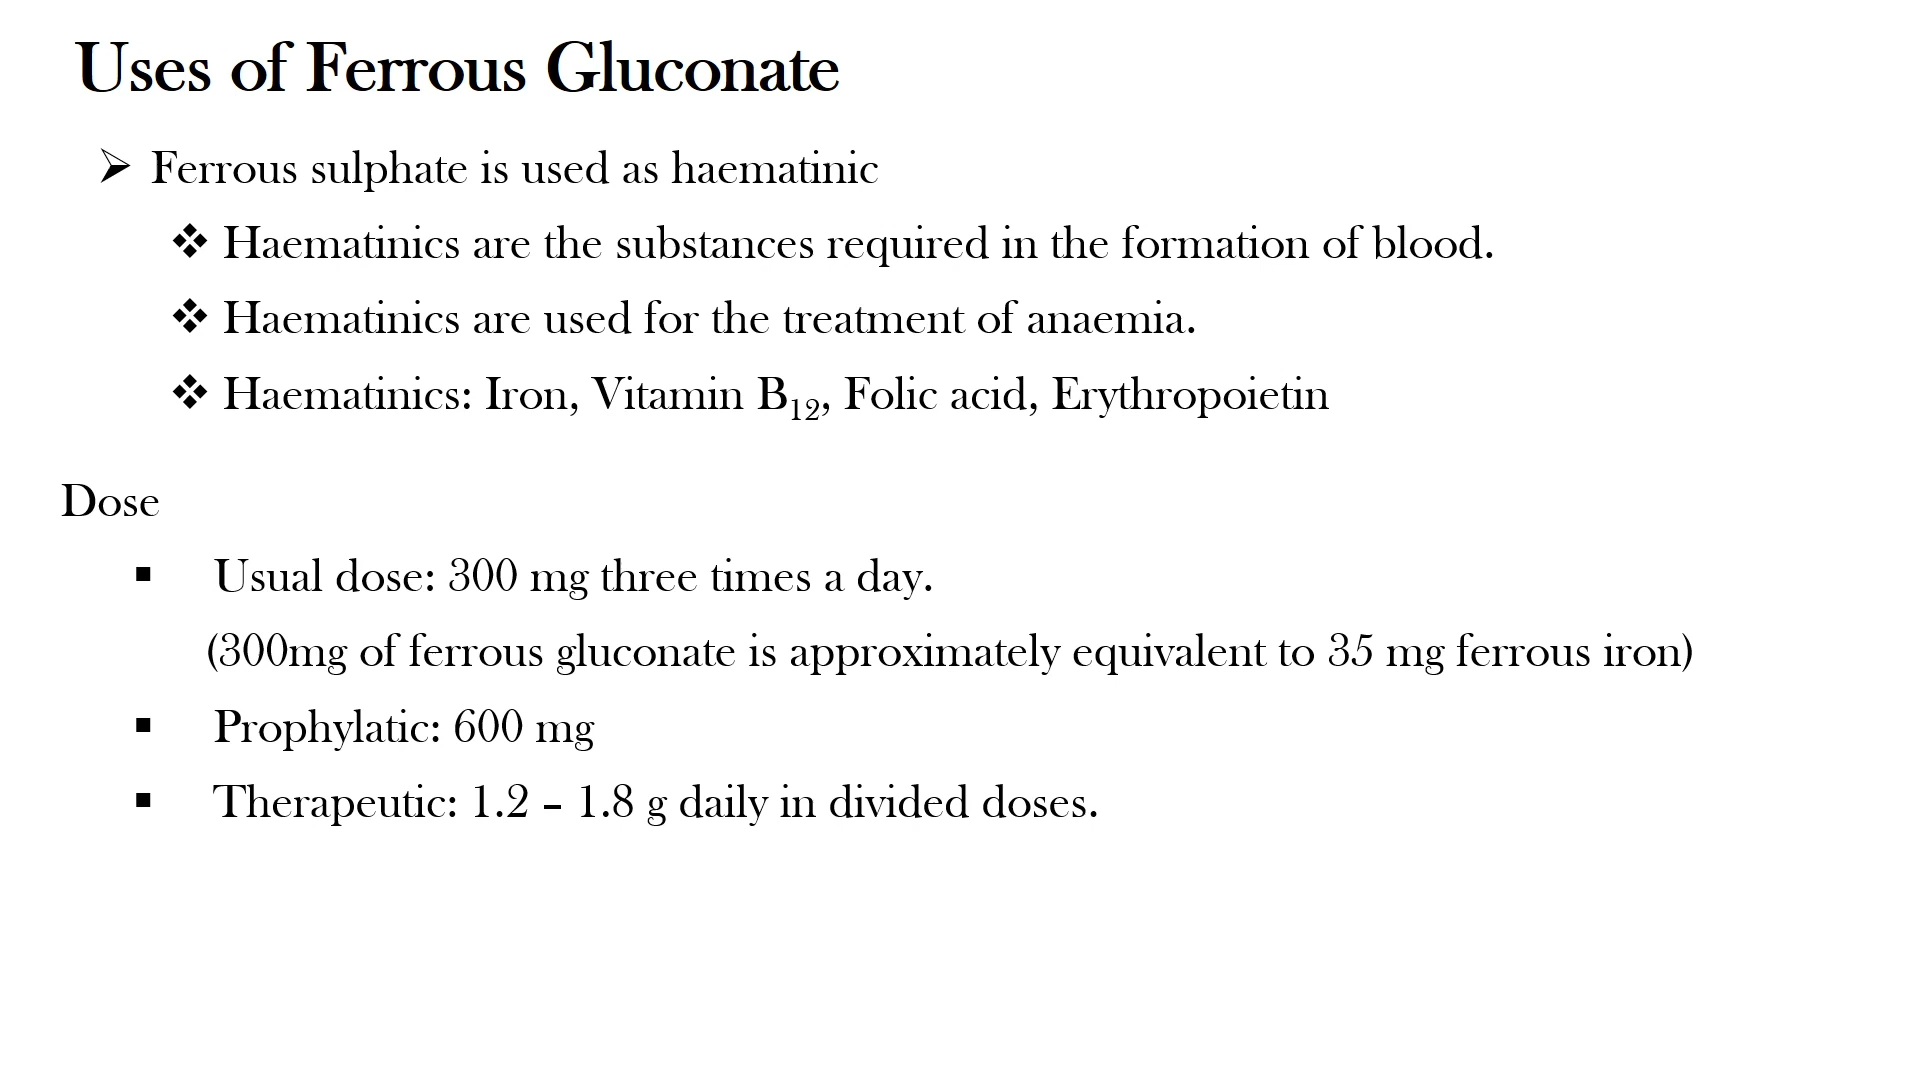 Uses of Ferrous Gluconate
➢ Ferrous sulphate is used as haematinic
❖ Haematinics are the substances required in the formation of blood.
❖ Haematinics are used for the treatment of anaemia.
❖ Haematinics: Iron, Vitamin B₁₂, Folic acid, Erythropoietin
Dose
▪ Usual dose: 300 mg three times a day.
(300mg of ferrous gluconate is approximately equivalent to 35 mg ferrous iron)
▪ Prophylatic: 600 mg
▪ Therapeutic: 1.2 – 1.8 g daily in divided doses.